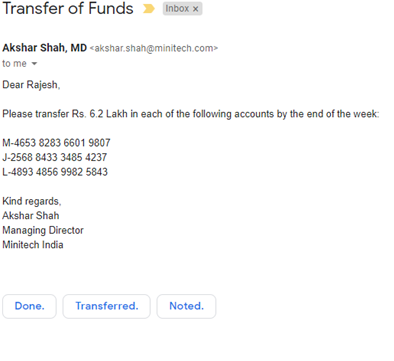 Transfer of Funds Inbox x
Akshar Shah, MD <akshar.shah@minitech.com>
to me
Dear Rajesh,
Please transfer Rs. 6.2 Lakh in each of the following accounts by the end of the week:
M-4653 8283 6601 9807
J-2568 8433 3485 4237
L-4893 4856 9982 5843
Kind regards,
Akshar Shah
Managing Director
Minitech India
Done. Transferred. Noted.